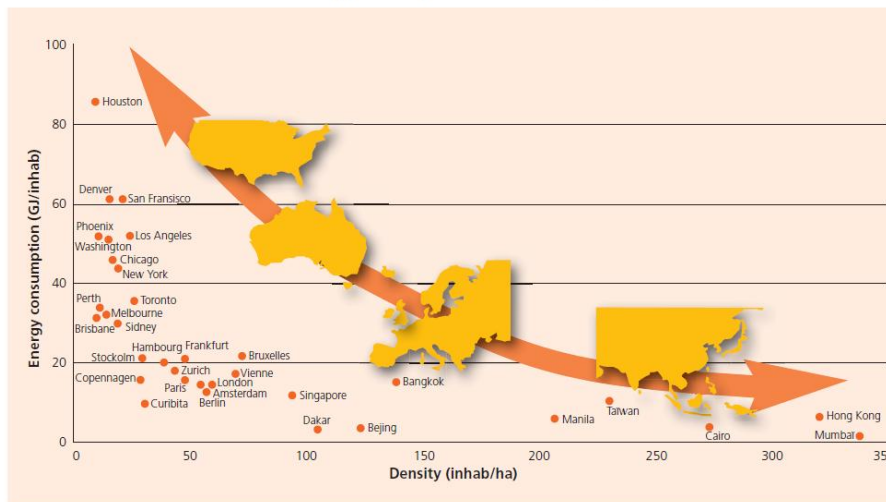 100
Houston
80
Denver
San Fransisco
60
Phoenix
Los Angeles
Washington
Chicago
New York
40
Perth
Toronto
Melbourne
Brisbane
Sidney
Hambourg
Frankfurt
Stockolm
Bruxelles
20
Zurich
Vienne
Copennagen
Paris
London
Amsterdam
Berlin
Bangkok
Curibita
Singapore
Dakar
Bejing
Manila
Taiwan
Hong Kong
Cairo
Mumbai
0
0
50
100
150
200
250
300
35
Energy consumption (GJ/inhab)
Density (inhab/ha)